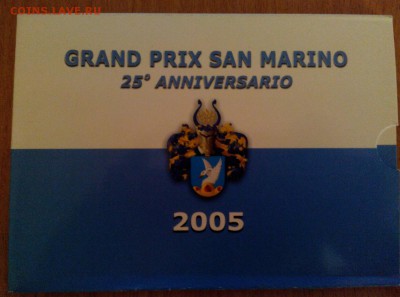 COINS.LAVE.RU
GRAND PRIX SAN MARINO
25° ANNIVERSARIO
2005